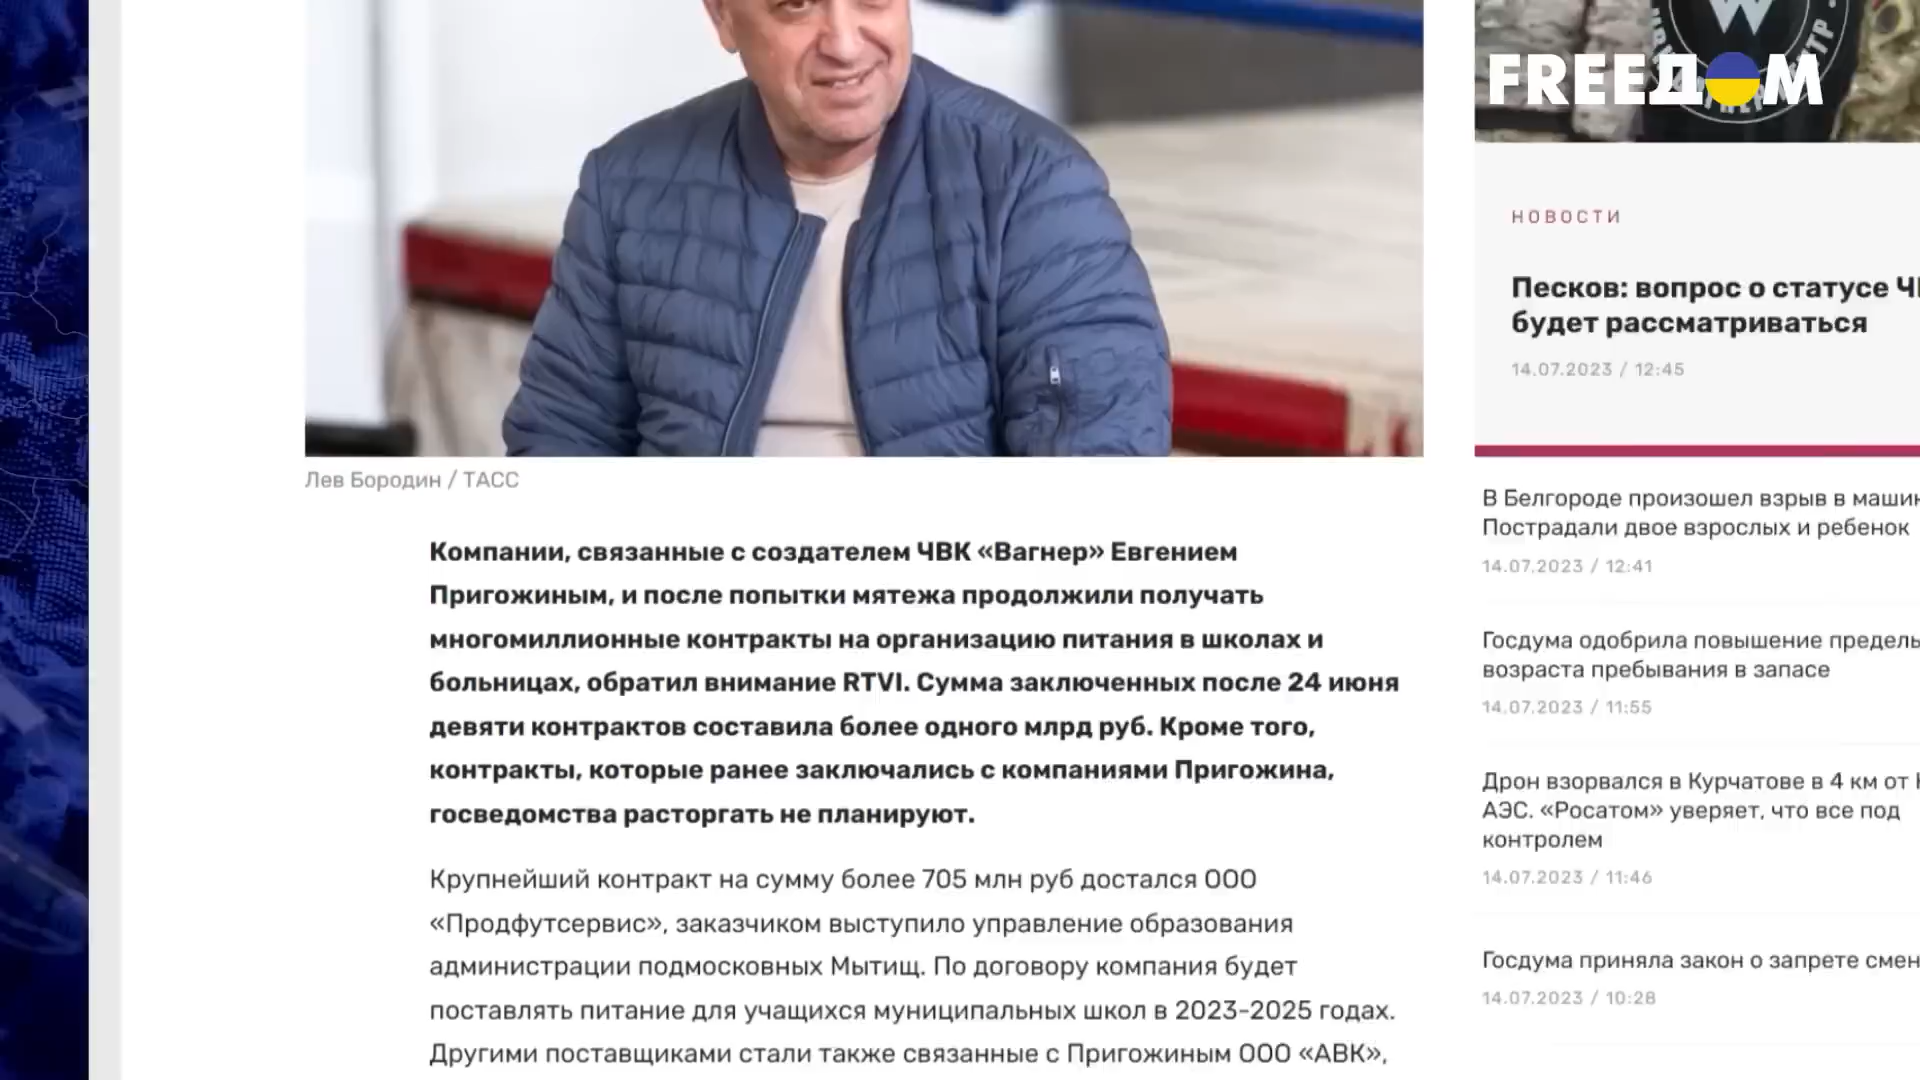 FREEДOM
НОВОСТИ
Песков: вопрос о статусе
будет рассматриваться
14.07.2023 / 12:45
Лев Бородин / ТАСС
Компании, связанные с создателем ЧВК «Вагнер» Евгением
Пригожиным, и после попытки мятежа продолжили получать
многомиллионные контракты на организацию питания в школах и
больницах, обратил внимание RTVI. Сумма заключенных после 24 июня
девяти контрактов составила более одного млрд руб. Кроме того,
контракты, которые ранее заключались с компаниями Пригожина,
госведомства расторгать не планируют.
Крупнейший контракт на сумму более 705 млн руб достался ООО
«Продфутсервис», заказчиком выступило управление образования
администрации подмосковных Мытищ. По договору компания будет
поставлять питание для учащихся муниципальных школ в 2023-2025 годах.
Другими поставщиками стали также связанные с Пригожиным ООО «АВК»,
В Белгороде произошел взрыв в
Пострадали двое взрослых и ребенок
14.07.2023 / 12:41
Госдума одобрила повышение
возраста пребывания в запасе
14.07.2023 / 11:55
Дрон взорвался в Курчатове в 4 км от
АЭС. «Росатом» уверяет, что все под
контролем
14.07.2023 / 11:46
Госдума приняла закон о запрете
14.07.2023 / 10:28